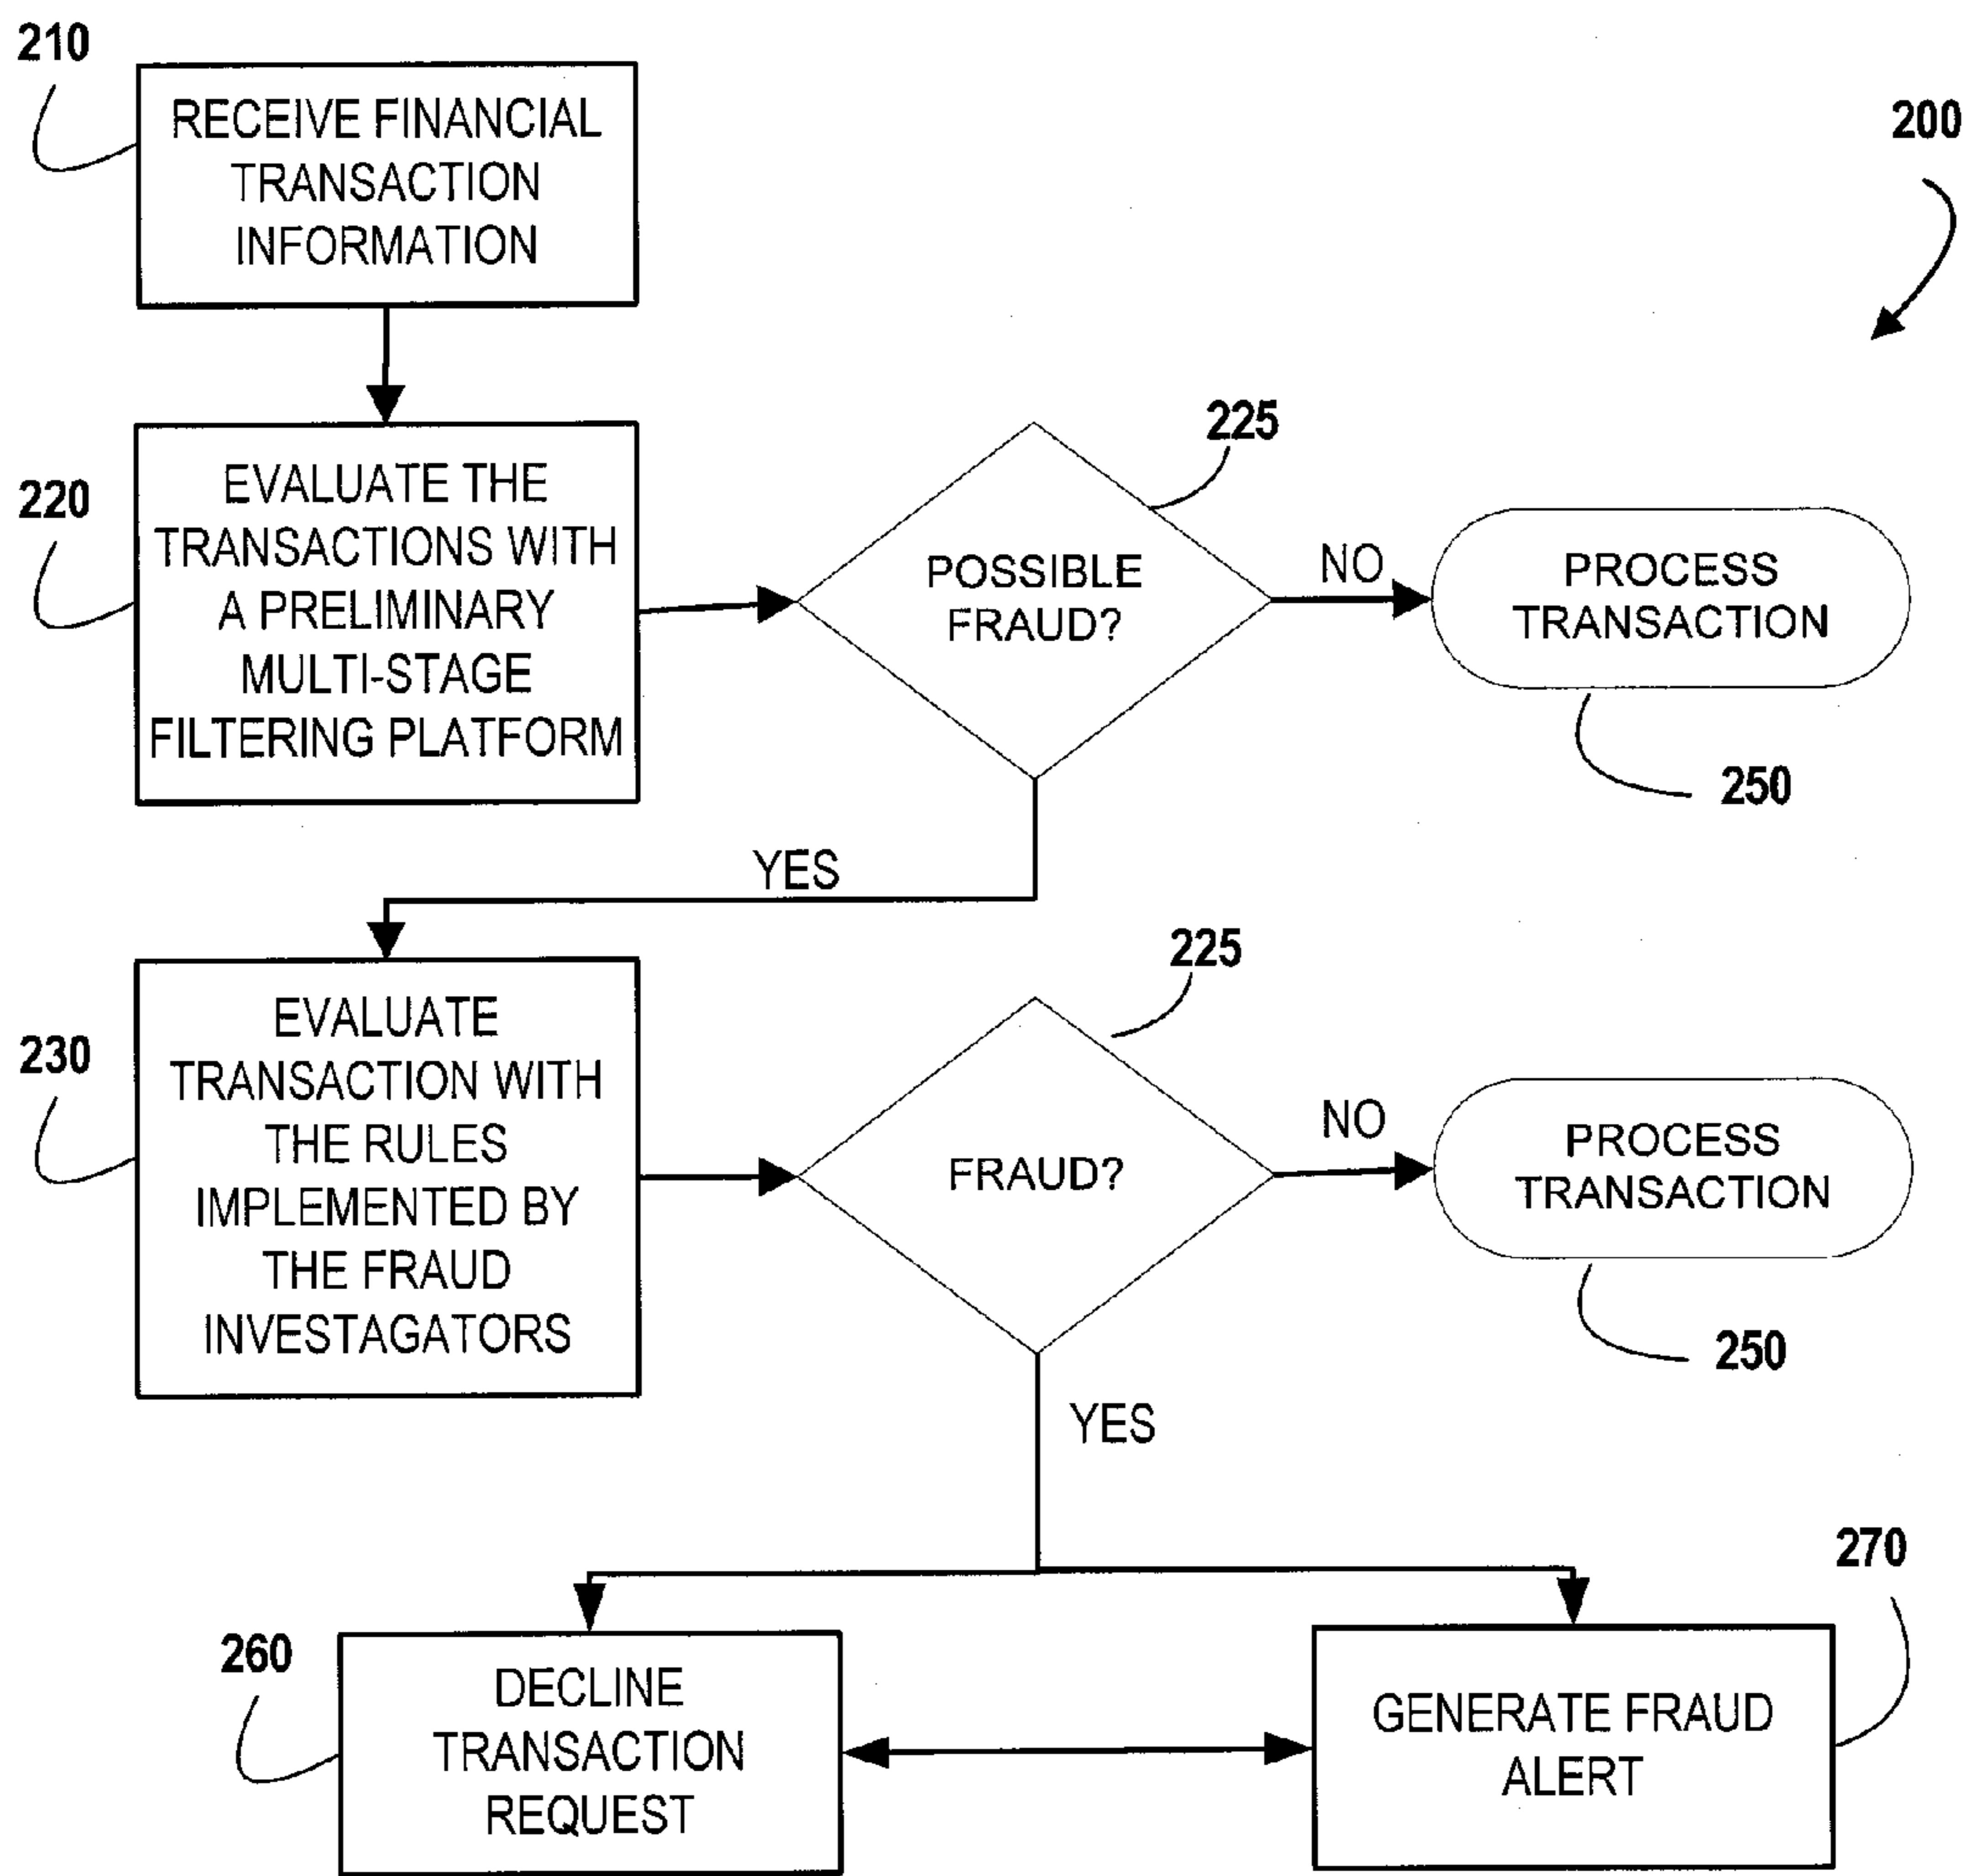 210
RECEIVE FINANCIAL
TRANSACTION
INFORMATION
200
220
EVALUATE THE
TRANSACTIONS WITH
A PRELIMINARY
MULTI-STAGE
FILTERING PLATFORM
225
POSSIBLE
FRAUD?
NO
PROCESS
TRANSACTION
250
YES
230
EVALUATE
TRANSACTION WITH
THE RULES
IMPLEMENTED BY
THE FRAUD
INVESTAGATORS
225
FRAUD?
NO
PROCESS
TRANSACTION
250
YES
260
DECLINE
TRANSACTION
REQUEST
270
GENERATE FRAUD
ALERT